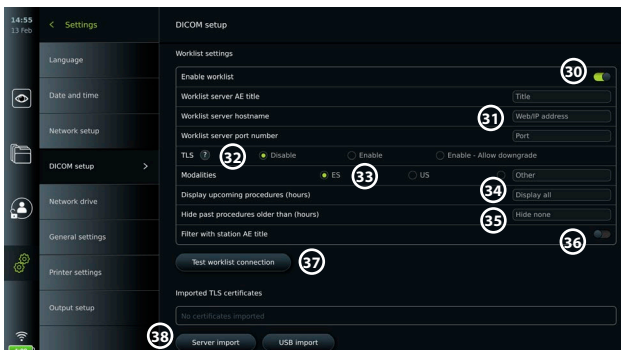 14:55
13 Feb
Settings
DICOM setup
Language
Date and time
Network setup
DICOM setup
Network drive
General settings
Printer settings
Output setup
Worklist settings
Enable worklist
30
Worklist server AE title
Title
Worklist server hostname
31
Web/IP address
Worklist server port number
Port
TLS ? 32 Disable Enable Enable - Allow downgrade
Modalities ES 33 US Other
Display upcoming procedures (hours) 34 Display all
Hide past procedures older than (hours) 35 Hide none
Filter with station AE title 36
Test worklist connection 37
Imported TLS certificates
No certificates imported
38 Server import USB import